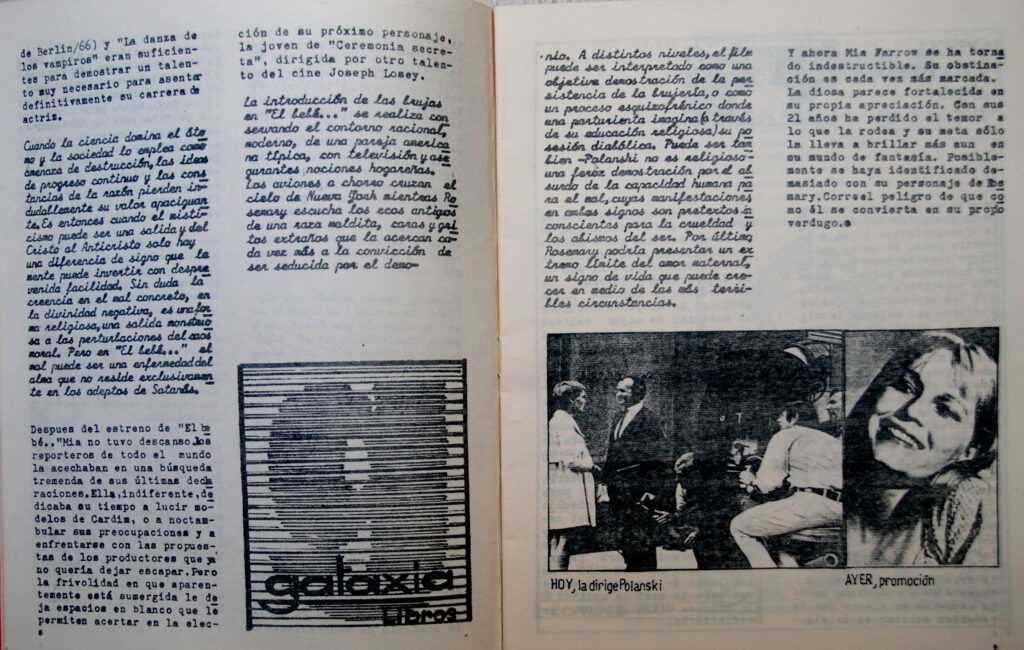 de Berlin/66) y "La danza de
los vampiros" eran suficien-
tes para demostrar un talen-
to muy necesario para asentar
definitivamente su carrera de
actriz.
Cuando la ciencia domina el áto
mo y la sociedad lo emplea como
amenaza de destrucción, las ideas
de progreso continuo y las cons
tancias de la razón pierden in-
dudablemente su valor apaciguan
te. Es entonces cuando el misti-
cismo puede ser una salida y del
Cristo al Anticristo solo hay
una diferencia de signo que la
mente puede invertir con despre
venida facilidad. Sin duda la
creencia en el mal concreto, en
la divinidad negativa, es una for
ma religiosa, una salida monstruo
sa a las perturbaciones del caos
moral. Pero en "El bebé..." el
mal puede ser una enfermedad del
alma que no reside exclusivamen
te en los adeptos de Satanás.
Despues del estreno de "El be
bé.." Mia no tuvo descanso.Los
reporteros de todo el mundo
la acechaban en una búsqueda
tremenda de sus últimas decla
raciones.Ella,indiferente,de
dicaba su tiempo a lucir mo-
delos de Cardim, o a noctam-
bular sus preocupaciones y a
enfrentarse con las propues-
tas de los productores que ya
no quería dejar escapar.Pero
la frivolidad en que aparen-
temente está sumergida le de
ja espacios en blanco que le
permiten acertar en la elec-
ción de su próximo personaje,
la joven de "Ceremonia secre-
ta", dirigida por otro talen-
to del cine Joseph Losey.
La introducción de las brujas
en "El bebé..." se realiza con
servando el contorno racional,
moderno, de una pareja america
na típica, con televisión y ase
gurantes nociones hogareñas.
Los aviones a chorro cruzan el
cielo de Nueva York mientras Ro
semary escucha los ecos antiguos
de una raza maldita, caras y gri
tos extraños que la acercan ca
da vez más a la convicción de
ser seducida por el demo-
galaxia
Libros
nio. A distintos niveles, el film
puede ser interpretado como una
objetiva demostración de la per
sistencia de la brujería, o como
un proceso esquizofrénico donde
una parturienta imagina (a través
de su educación religiosa) su po
sesión diabólica. Puede ser tam
bien -Polanski no es religioso-
una feroz demostración por el ab
surdo de la capacidad humana pa
ra el mal, cuyas manifestaciones
en ambos signos son pretextos in
conscientes para la crueldad y
los abismos del ser. Por último
Rosemary podría presentar un ex
tremo límite del amor maternal,
un signo de vida que puede cre-
cer en medio de las más terri-
bles circunstancias.
Y ahora Mia Farrow se ha torna
do indestructible. Su obstina-
ción es cada vez más marcada.
La diosa parece fortalecida en
su propia apreciación. Con sus
21 años ha perdido el temor a
lo que la rodea y su meta sólo
la lleva a brillar más aun en
su mundo de fantasía. Posible-
mente se haya identificado de-
masiado con su personaje de Ros
mary.Corre el peligro de que co
mo él se convierta en su propio
verdugo.
HOY, la dirige Polanski
AYER, promoción